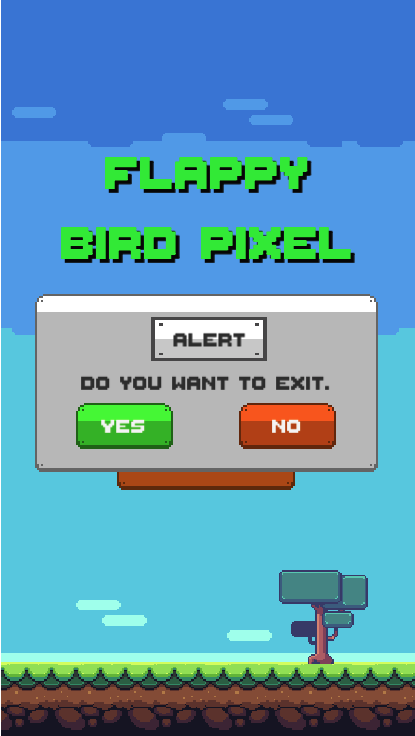 FLAPPY
BIRD PIXEL
ALERT
DO YOU WANT TO EXIT.
YES
NO